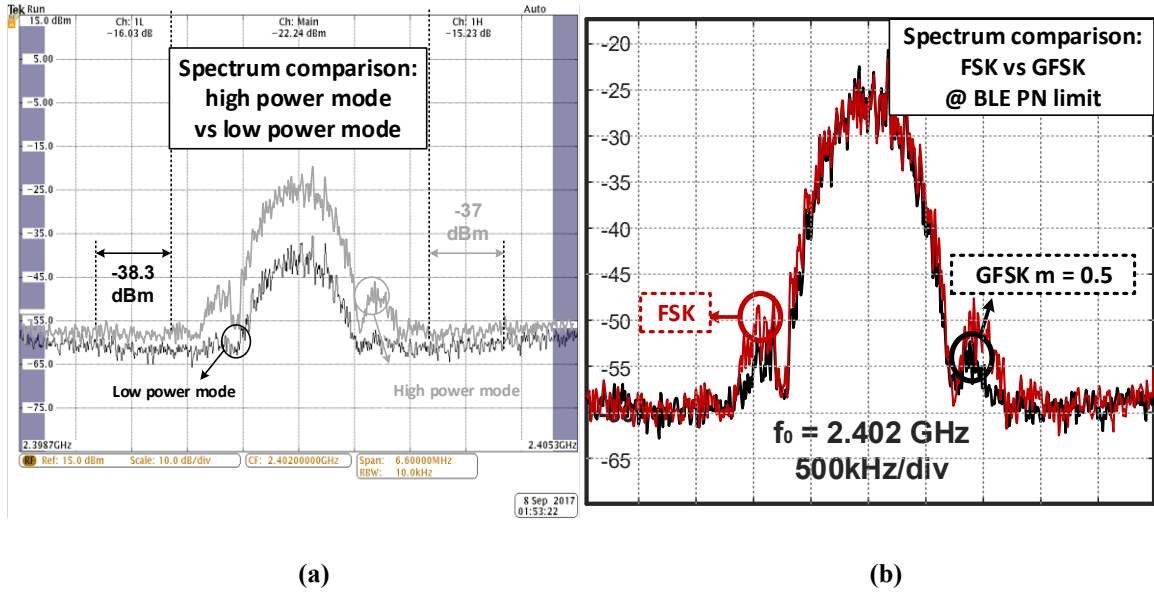 Tek Run
Auto
15.0 dBm
Ch: 1L
-16.03 dB
Ch: Main
-22.24 dBm
Ch: 1H
-15.23 dB
5.00
-5.00
-15.0
-25.0
-35.0
-45.0
-55.0
-65.0
-75.0
Spectrum comparison:
high power mode
vs low power mode
-38.3
dBm
-37
dBm
Low power mode
High power mode
2.3987GHz
2.4053GHz
RF Ref: 15.0 dBm Scale: 10.0 dB/div
CF: 2.40200000GHz
Span: 6.60000MHz
RBW: 10.0kHz
8 Sep 2017
01:53:22
(a)
-20
-25
-30
-35
-40
-45
-50
-55
-65
Spectrum comparison:
FSK vs GFSK
@ BLE PN limit
FSK
GFSK m = 0.5
f₀ = 2.402 GHz
500kHz/div
(b)